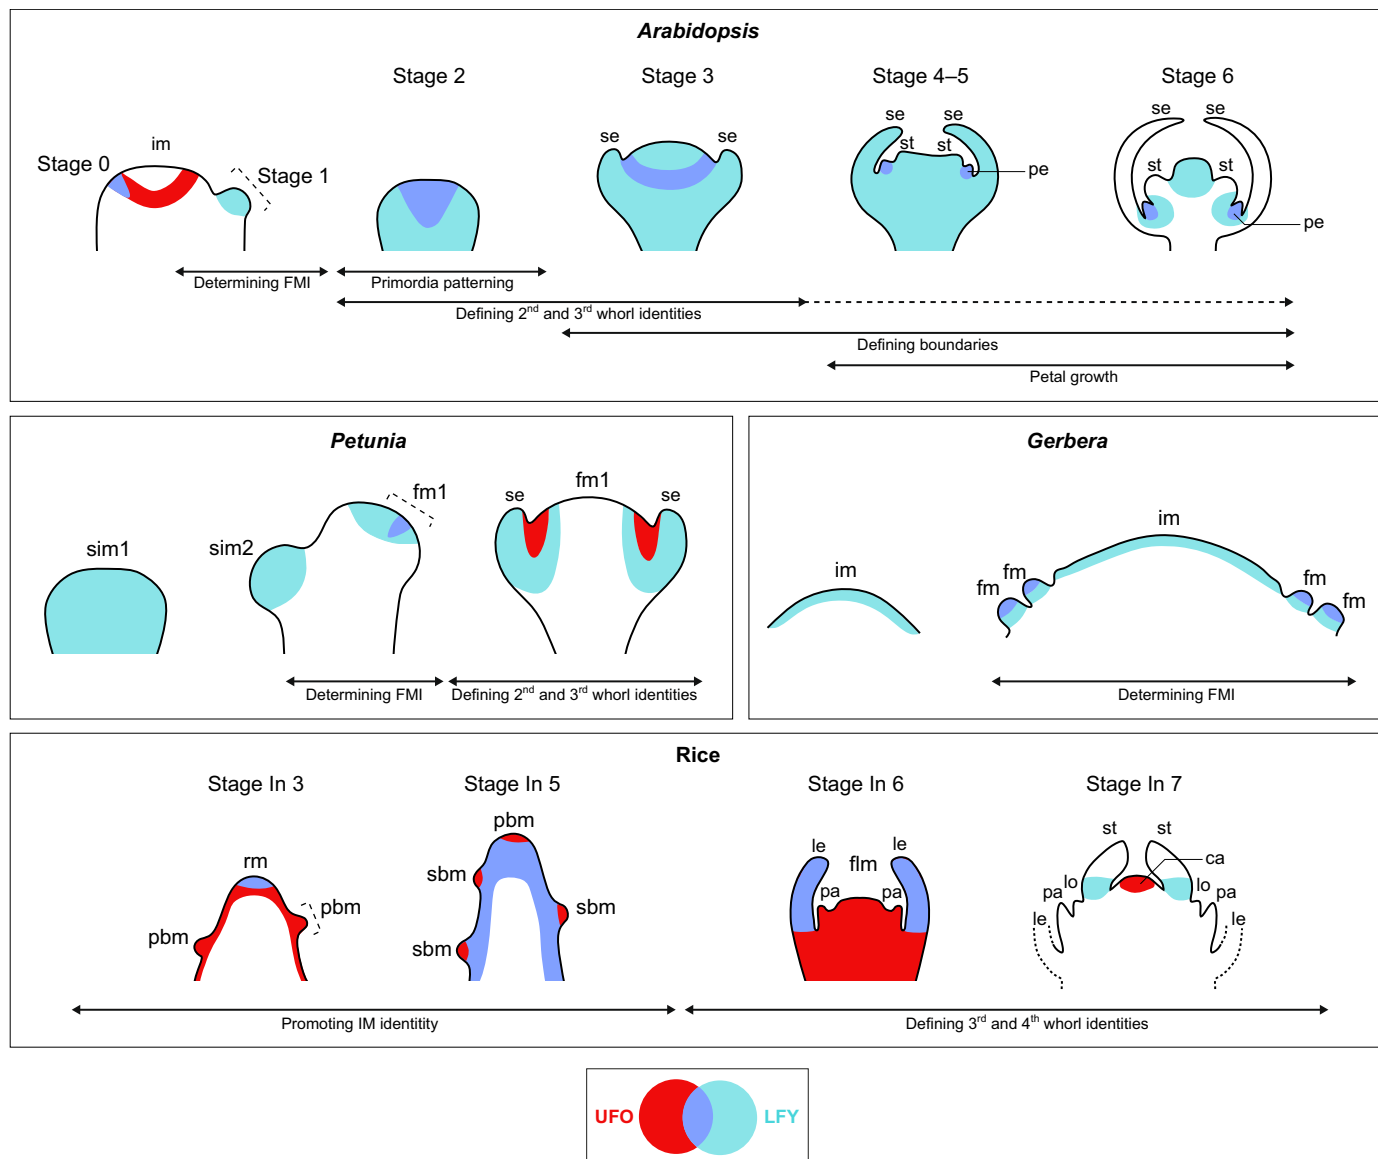 Arabidopsis
Stage 2
Stage 3
Stage 4–5
Stage 6
im
Stage 0
Stage 1
se
se
se
st
st
se
pe
se
se
st
st
pe
Determining FMI
Primordia patterning
Defining 2nd and 3rd whorl identities
Defining boundaries
Petal growth
Petunia
sim1
sim2
fm1
se
fm1
se
Determining FMI
Defining 2nd and 3rd whorl identities
Gerbera
im
im
fm
fm
fm
fm
Determining FMI
Rice
Stage In 3
Stage In 5
Stage In 6
Stage In 7
rm
pbm
pbm
pbm
sbm
sbm
sbm
le
flm
le
pa
pa
st
st
ca
lo
lo
pa
pa
le
le
Promoting IM identitity
Defining 3rd and 4th whorl identities
UFO
LFY